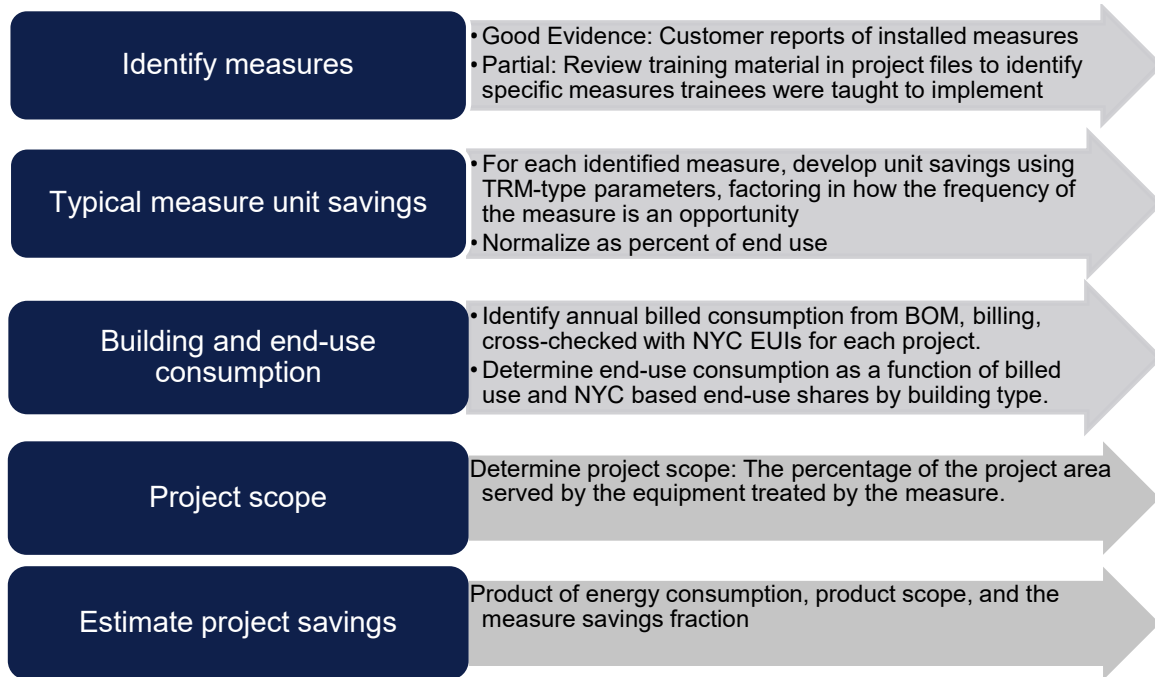 Identify measures
• Good Evidence: Customer reports of installed measures
• Partial: Review training material in project files to identify
specific measures trainees were taught to implement
Typical measure unit savings
• For each identified measure, develop unit savings using
TRM-type parameters, factoring in how the frequency of
the measure is an opportunity
• Normalize as percent of end use
Building and end-use
consumption
• Identify annual billed consumption from BOM, billing,
cross-checked with NYC EUIs for each project.
• Determine end-use consumption as a function of billed
use and NYC based end-use shares by building type.
Project scope
Determine project scope: The percentage of the project area
served by the equipment treated by the measure.
Estimate project savings
Product of energy consumption, product scope, and the
measure savings fraction